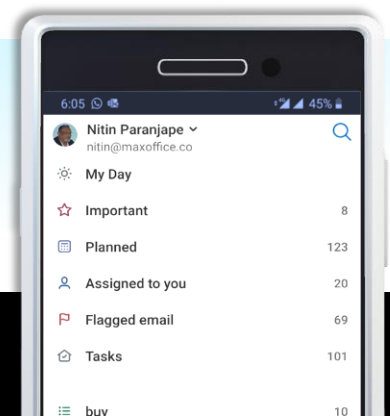 6:05 4G 45%
Nitin Paranjape
nitin@maxoffice.co
My Day
Important 8
Planned 123
Assigned to you 20
Flagged email 69
Tasks 101
buy 10